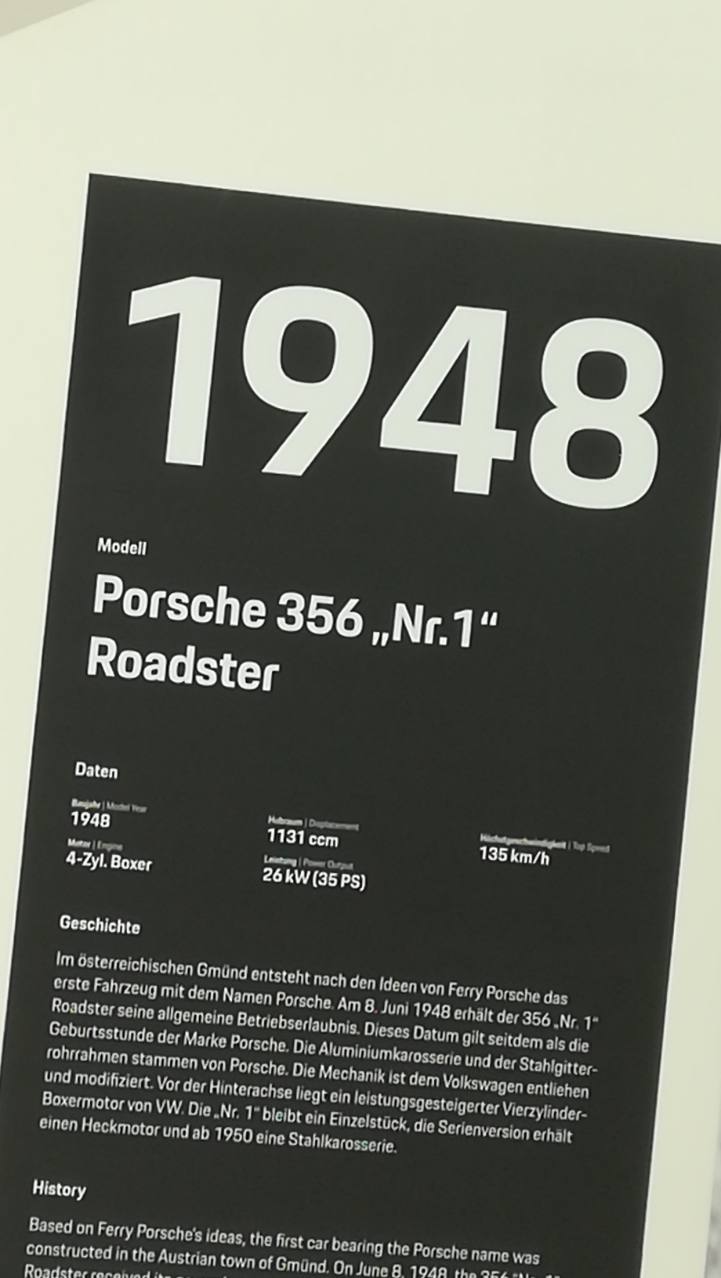 1948
Modell
Porsche 356 „Nr.1“
Roadster
Daten
Baujahr | Model Year
1948
Hubraum | Displacement
1131 ccm
Höchstgeschwindigkeit | Top Speed
135 km/h
Motor | Engine
4-Zyl. Boxer
Leistung | Power Output
26 kW (35 PS)
Geschichte
Im österreichischen Gmünd entsteht nach den Ideen von Ferry Porsche das
erste Fahrzeug mit dem Namen Porsche. Am 8. Juni 1948 erhält der 356 „Nr. 1“
Roadster seine allgemeine Betriebserlaubnis. Dieses Datum gilt seitdem als die
Geburtsstunde der Marke Porsche. Die Aluminiumkarosserie und der Stahlgitter-
rohrrahmen stammen von Porsche. Die Mechanik ist dem Volkswagen entliehen
und modifiziert. Vor der Hinterachse liegt ein leistungsgesteigerter Vierzylinder-
Boxermotor von VW. Die „Nr. 1“ bleibt ein Einzelstück, die Serienversion erhält
einen Heckmotor und ab 1950 eine Stahlkarosserie.
History
Based on Ferry Porsche's ideas, the first car bearing the Porsche name was
constructed in the Austrian town of Gmünd. On June 8, 1948, the 356
Roadster received its